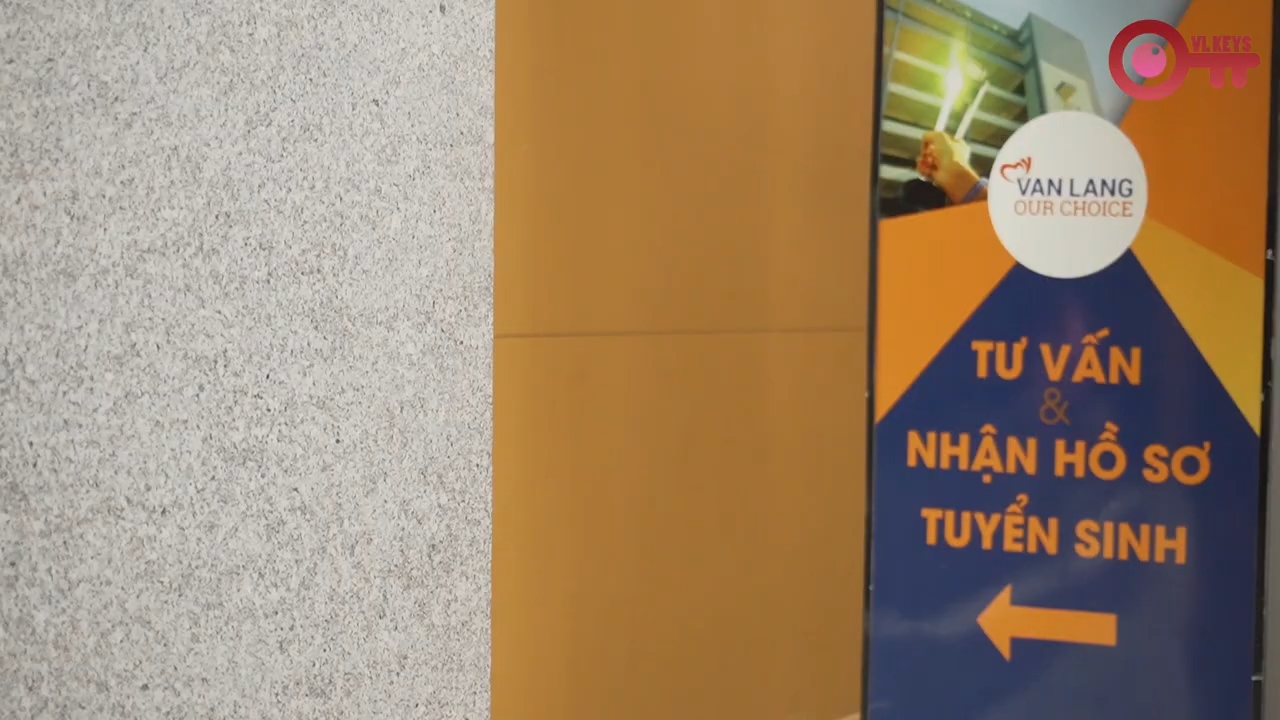 VL KEYS
VAN LANG
OUR CHOICE
TƯ VẤN
&
NHẬN HỒ SƠ
TUYỂN SINH